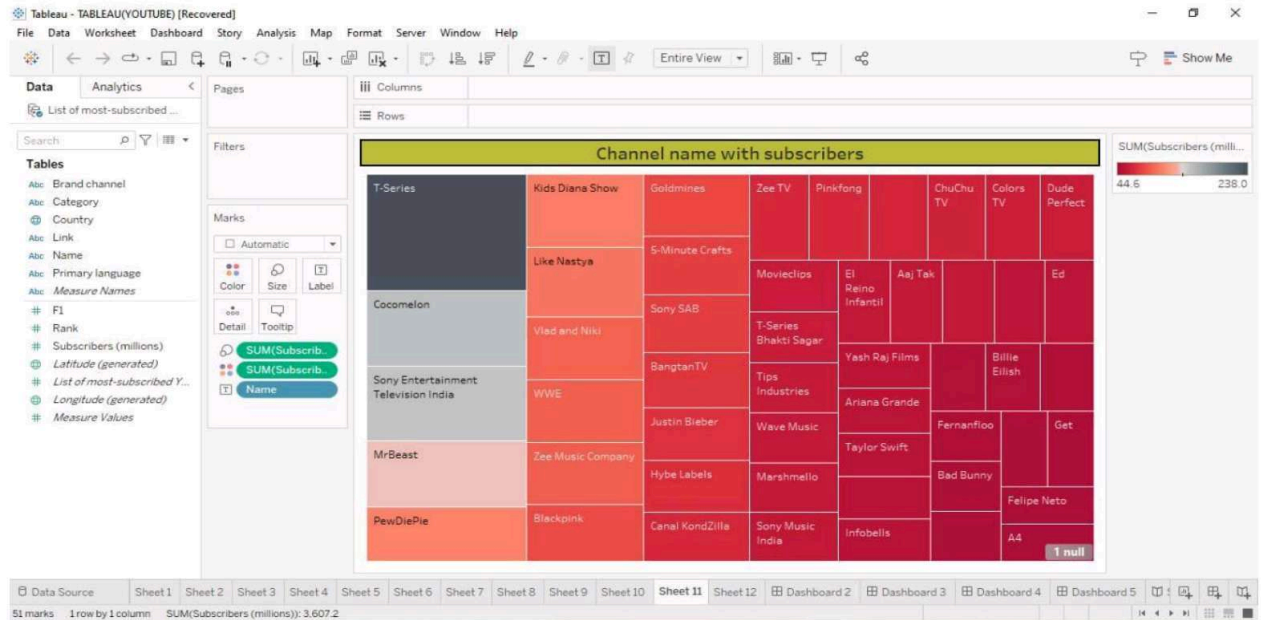 Tableau - TABLEAU(YOUTUBE) [Recovered]
File Data Worksheet Dashboard Story Analysis Map Format Server Window Help
Entire View
Show Me
Data Analytics
List of most-subscribed ...
Search
Tables
Abc Brand channel
Abc Category
Country
Abc Link
Abc Name
Abc Primary language
Abc Measure Names
# F1
# Rank
# Subscribers (millions)
Latitude (generated)
# List of most-subscribed Y...
Longitude (generated)
# Measure Values
Pages
Filters
Marks
Automatic
Color Size Label
Detail Tooltip
SUM(Subscrib..
SUM(Subscrib..
Name
Columns
Rows
Channel name with subscribers
T-Series
Cocomelon
Sony Entertainment
Television India
MrBeast
PewDiePie
Kids Diana Show
Like Nastya
Vlad and Niki
WWE
Zee Music Company
Blackpink
Goldmines
5-Minute Crafts
Sony SAB
BangtanTV
Justin Bieber
Hybe Labels
Canal KondZilla
Zee TV
Pinkfong
ChuChu
TV
Colors
TV
Dude
Perfect
Movieclips
T-Series
Bhakti Sagar
Tips
Industries
Wave Music
Marshmello
Sony Music
India
El
Reino
Infantil
Aaj Tak
Ed
Yash Raj Films
Ariana Grande
Taylor Swift
Infobells
Billie
Eilish
Fernanfloo
Get
Bad Bunny
Felipe Neto
A4
1 null
SUM(Subscribers (milli...
44.6 238.0
Data Source Sheet 1 Sheet 2 Sheet 3 Sheet 4 Sheet 5 Sheet 6 Sheet 7 Sheet 8 Sheet 9 Sheet 10 Sheet 11 Sheet 12 Dashboard 2 Dashboard 3 Dashboard 4 Dashboard 5
51 marks 1 row by 1 column SUM(Subscribers (millions)): 3,607.2